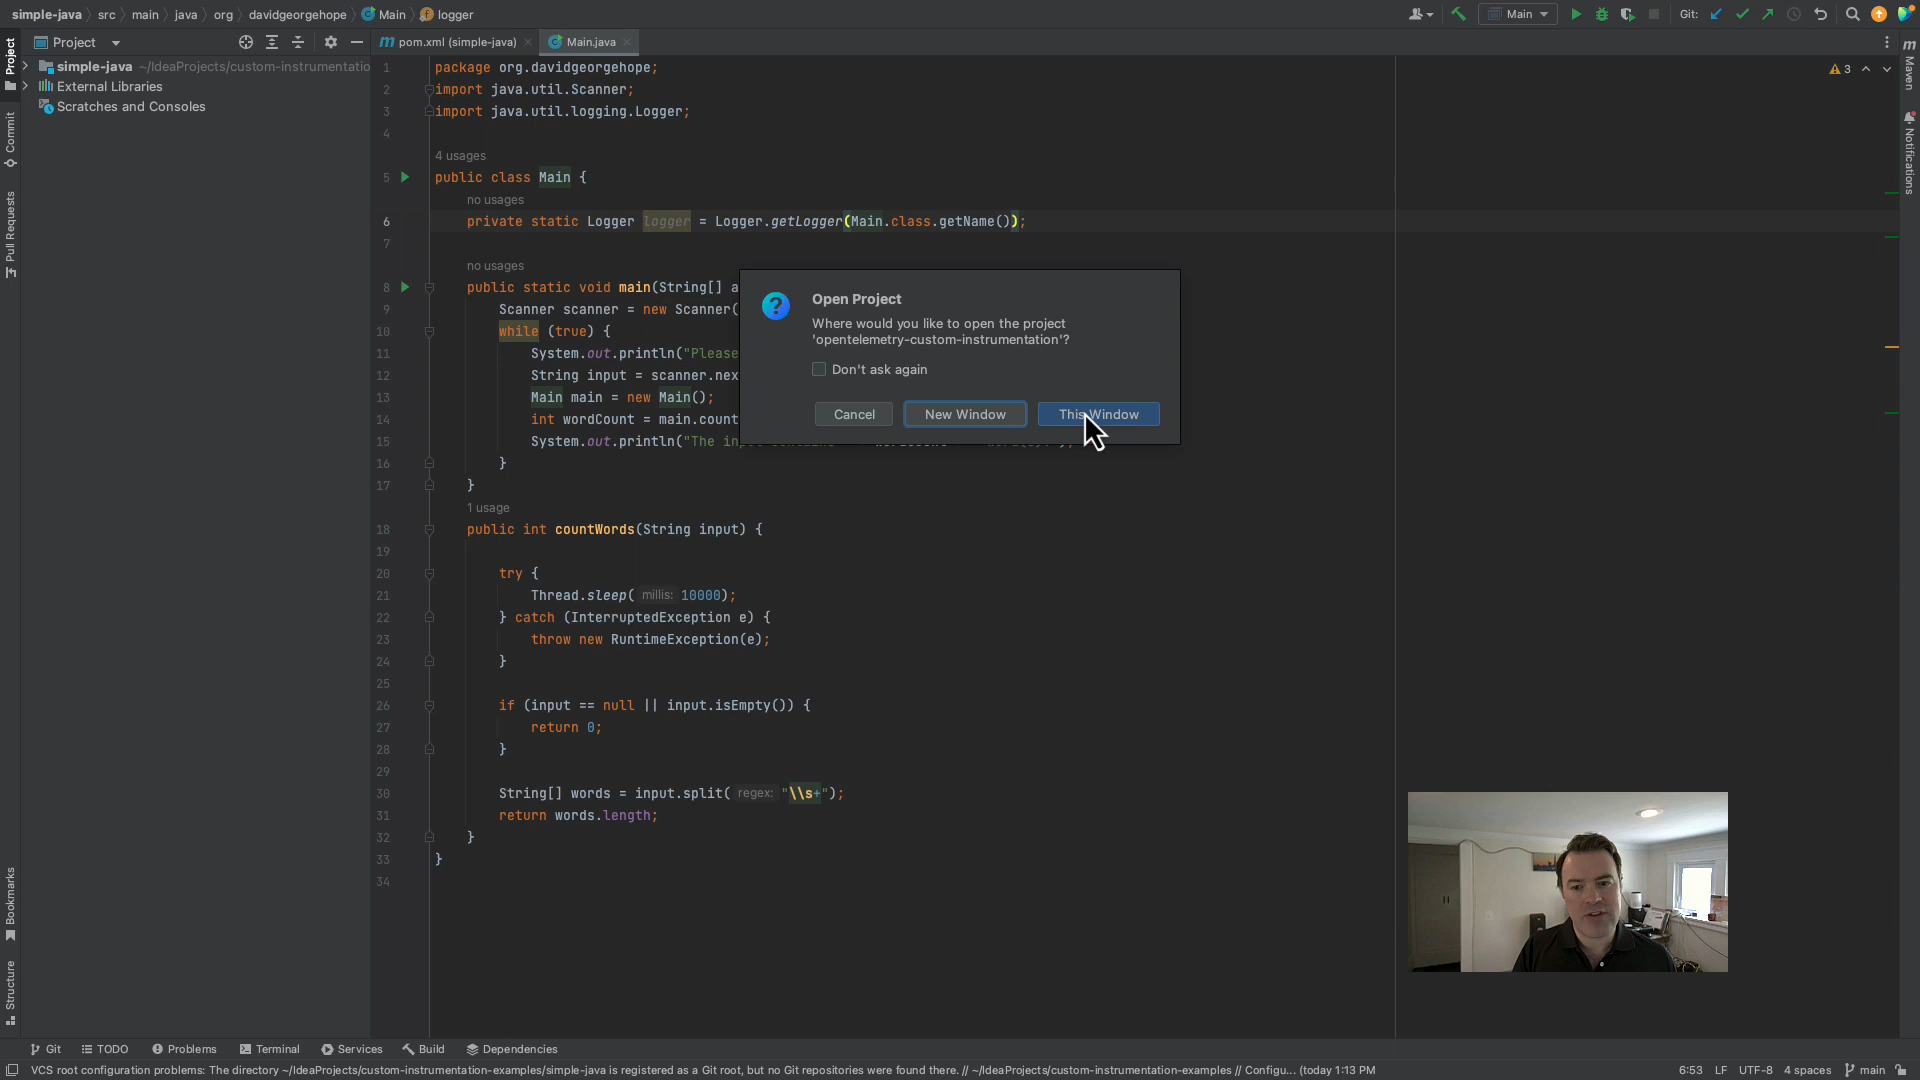 simple-java > src > main > java > org > davidgeorgehope > Main > logger
Main
Git:
Project
pom.xml (simple-java)
Main.java
simple-java ~/IdeaProjects/custom-instrumentatio
External Libraries
Scratches and Consoles
Project
Commit
Pull Requests
Bookmarks
Structure
Maven
Notifications
3
1 package org.davidgeorgehope;
2 import java.util.Scanner;
3 import java.util.logging.Logger;
4
4 usages
5 public class Main {
no usages
6 private static Logger logger = Logger.getLogger(Main.class.getName());
7
no usages
8 public static void main(String[] a
9 Scanner scanner = new Scanner(
10 while (true) {
11 System.out.println("Please
12 String input = scanner.nex
13 Main main = new Main();
14 int wordCount = main.count
15 System.out.println("The input contains
16 }
17 }
1 usage
18 public int countWords(String input) {
19
20 try {
21 Thread.sleep( millis: 10000);
22 } catch (InterruptedException e) {
23 throw new RuntimeException(e);
24 }
25
26 if (input == null || input.isEmpty()) {
27 return 0;
28 }
29
30 String[] words = input.split( regex: "\\s+");
31 return words.length;
32 }
33 }
34
Open Project
Where would you like to open the project
'opentelemetry-custom-instrumentation'?
Don't ask again
Cancel
New Window
This Window
Git
TODO
Problems
Terminal
Services
Build
Dependencies
VCS root configuration problems: The directory ~/IdeaProjects/custom-instrumentation-examples/simple-java is registered as a Git root, but no Git repositories were found there. // ~/IdeaProjects/custom-instrumentation-examples // Configu... (today 1:13 PM
6:53 LF UTF-8 4 spaces main